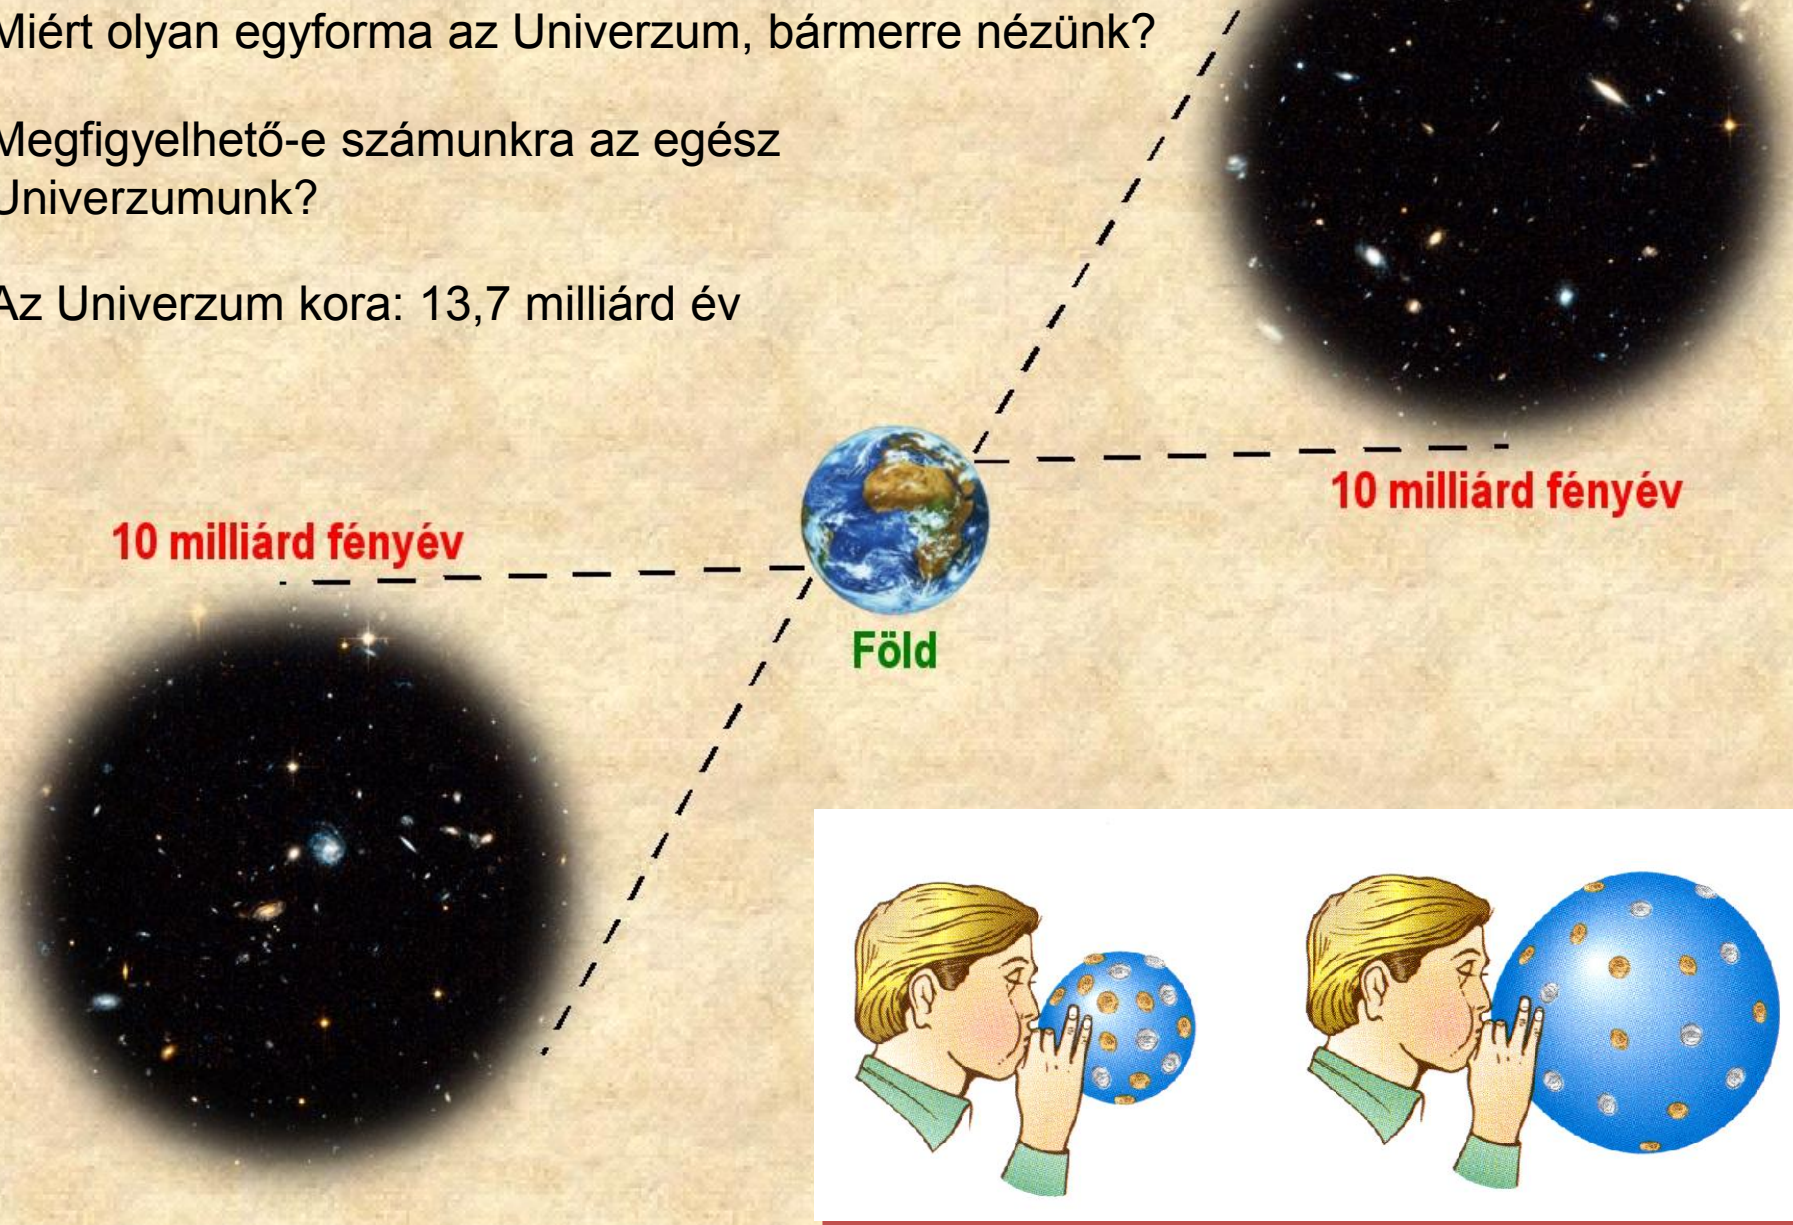 Miért olyan egyforma az Univerzum, bármerre nézünk?
Megfigyelhető-e számunkra az egész
Univerzumunk?
Az Univerzum kora: 13,7 milliárd év
10 milliárd fényév
10 milliárd fényév
Föld